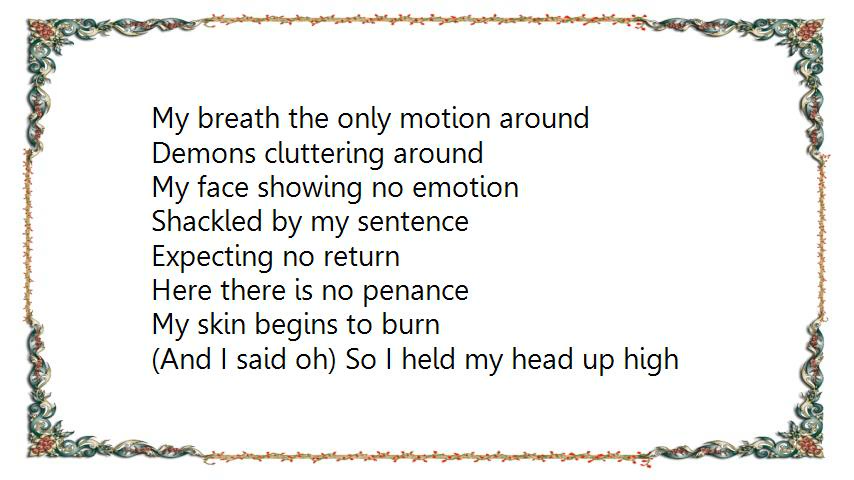 My breath the only motion around
Demons cluttering around
My face showing no emotion
Shackled by my sentence
Expecting no return
Here there is no penance
My skin begins to burn
(And I said oh) So I held my head up high